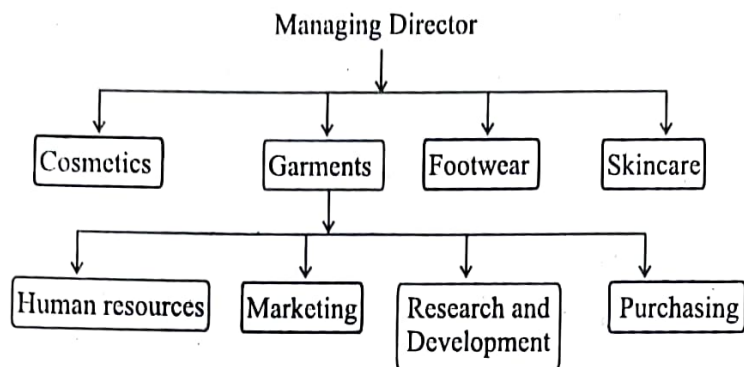 Managing Director
Cosmetics
Garments
Footwear
Skincare
Human resources
Marketing
Research and
Development
Purchasing